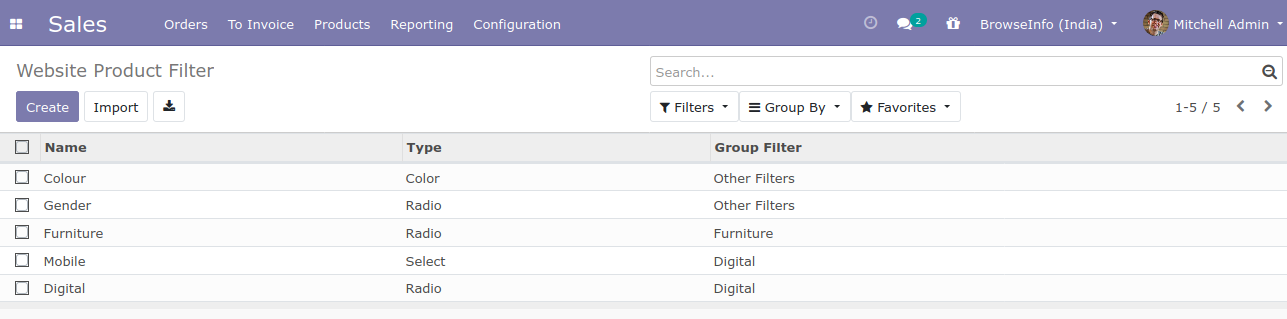 Sales Orders To Invoice Products Reporting Configuration 2 BrowseInfo (India) Mitchell Admin
Website Product Filter Search...
Create Import Filters Group By Favorites 1-5 / 5
Name Type Group Filter
Colour Color Other Filters
Gender Radio Other Filters
Furniture Radio Furniture
Mobile Select Digital
Digital Radio Digital